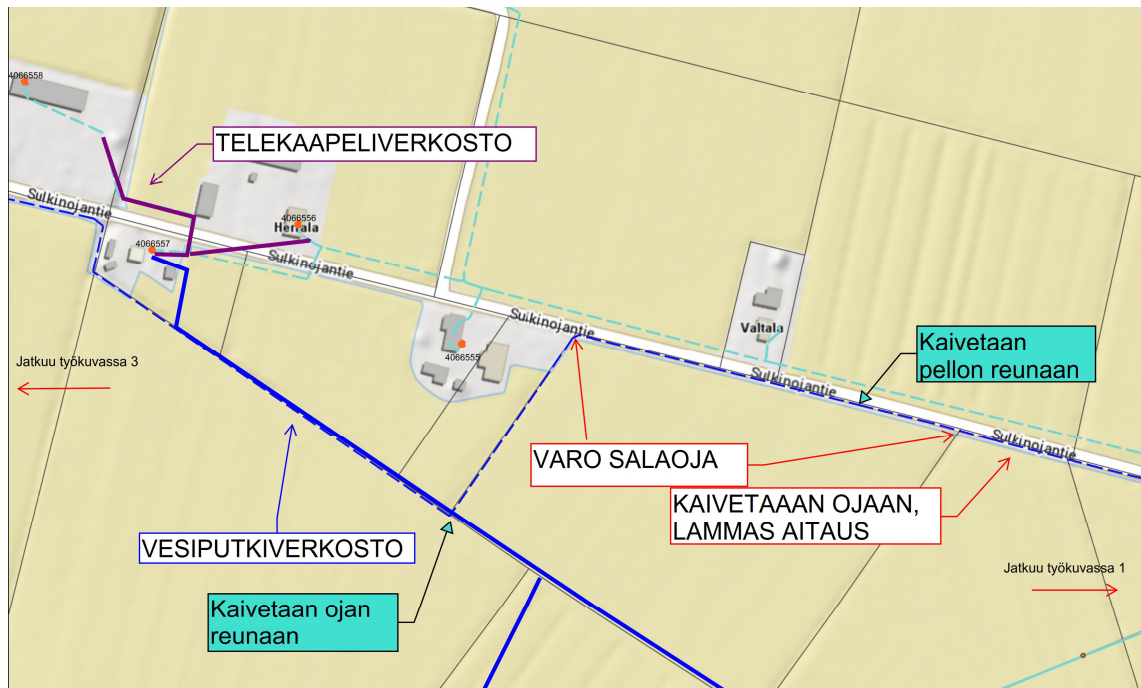 4066558
TELEKAAPELIVERKOSTO
Sulkinojantie
4066556
Herrala
4066557
Sulkinojantie
Sulkinojantie
Valtala
4066555
Kaivetaan
pellon reunaan
Jatkuu työkuvassa 3
Sulkinojantie
Sulkinojantie
VARO SALAOJA
KAIVETAAAN OJAAN,
LAMMAS AITAUS
VESIPUTKIVERKOSTO
Jatkuu työkuvassa 1
Kaivetaan ojan
reunaan